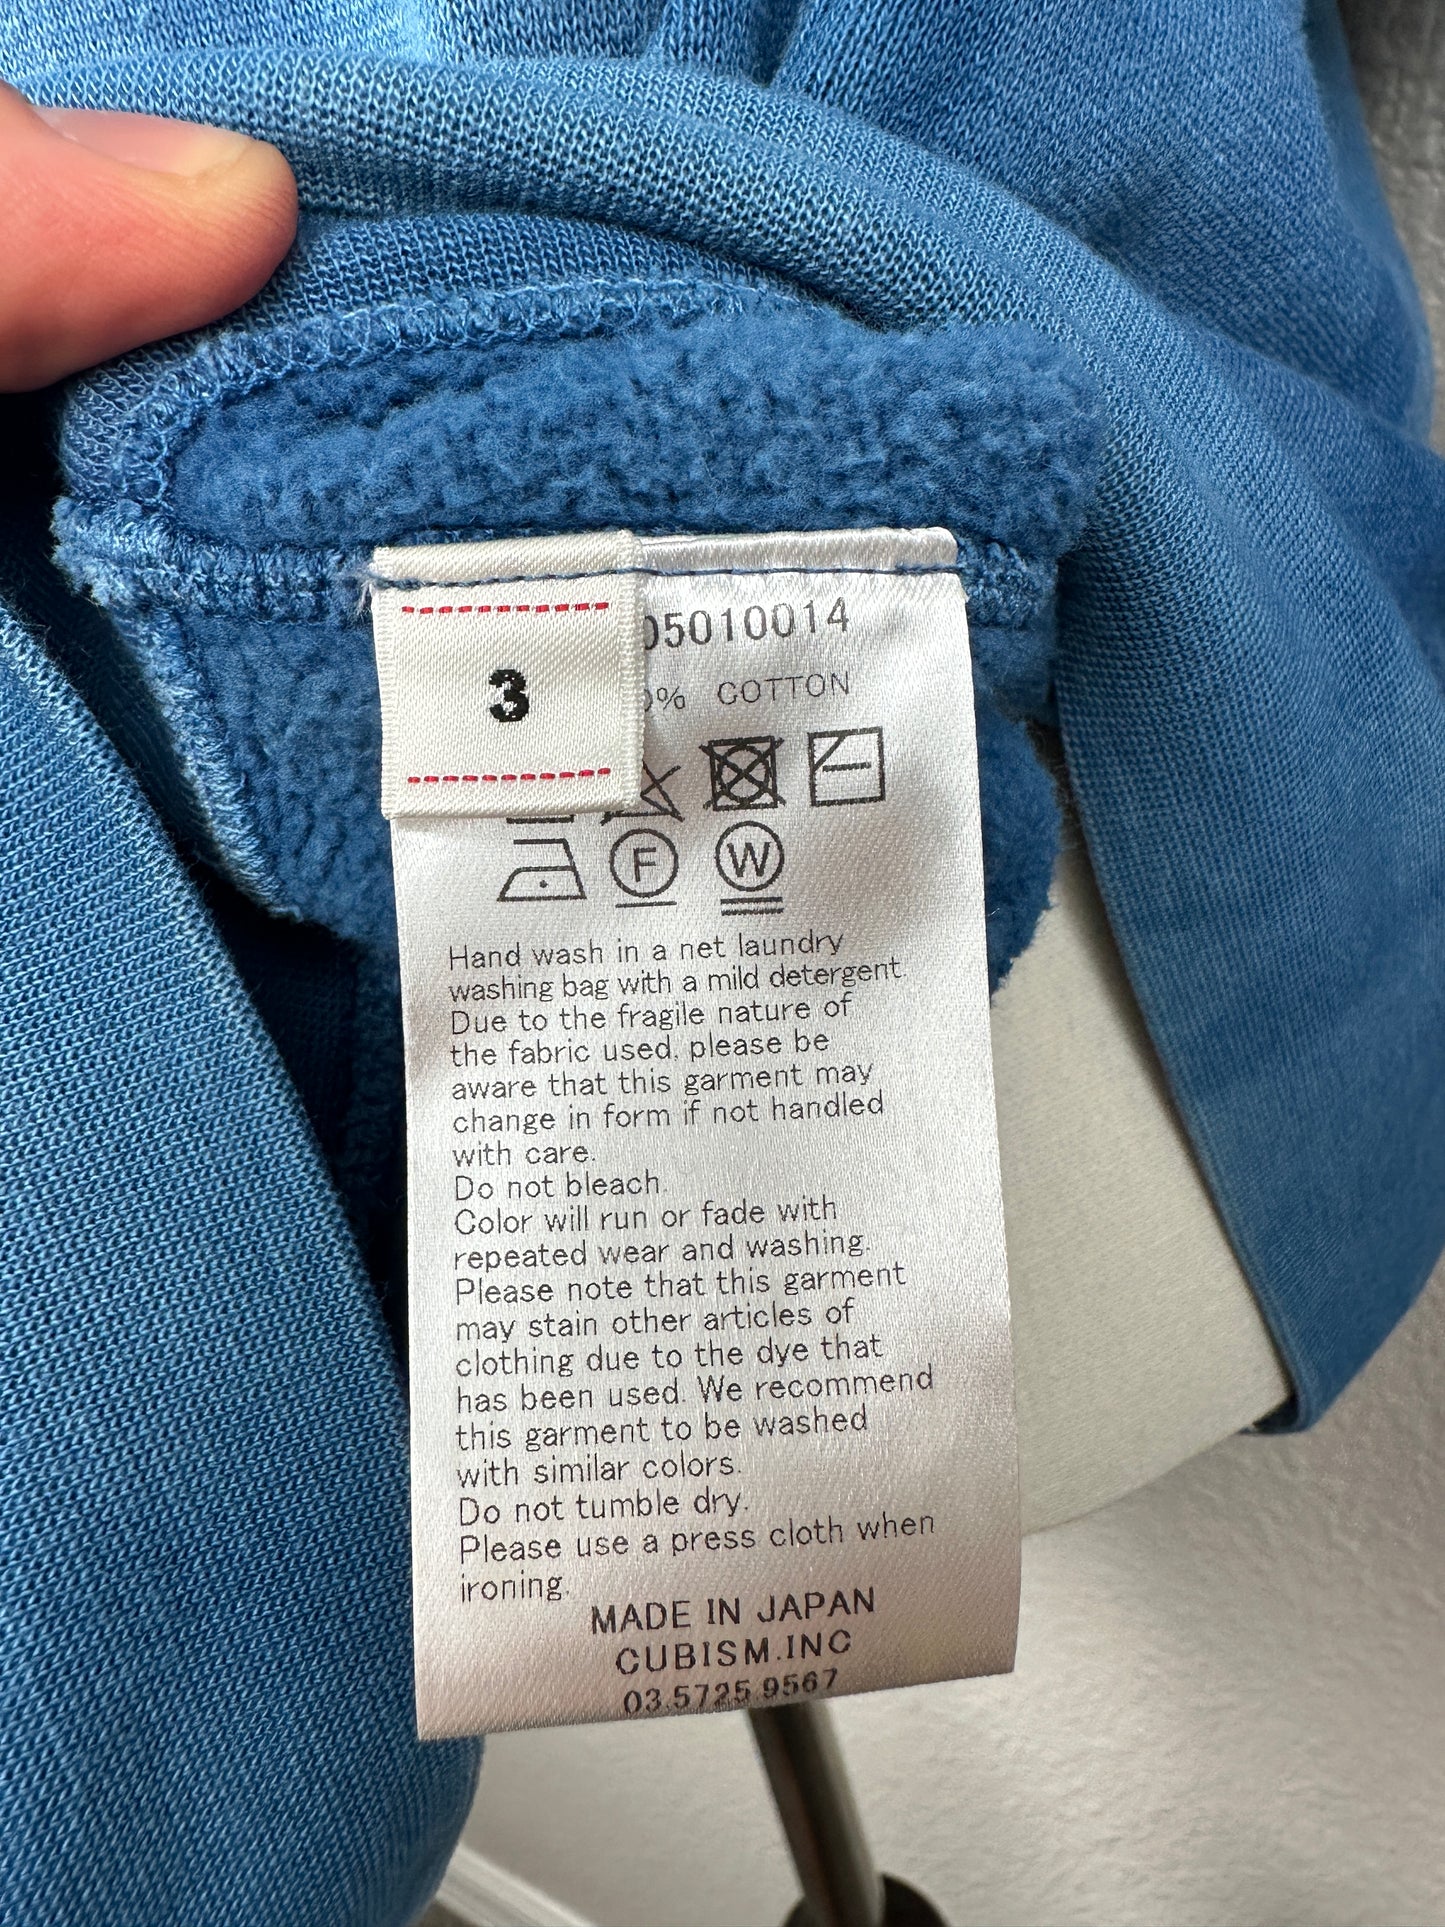 3
05010014
% COTTON
F
W
Hand wash in a net laundry
washing bag with a mild detergent.
Due to the fragile nature of
the fabric used, please be
aware that this garment may
change in form if not handled
with care.
Do not bleach.
Color will run or fade with
repeated wear and washing.
Please note that this garment
may stain other articles of
clothing due to the dye that
has been used. We recommend
this garment to be washed
with similar colors.
Do not tumble dry.
Please use a press cloth when
ironing.
MADE IN JAPAN
CUBISM.INC
03.5725.9567